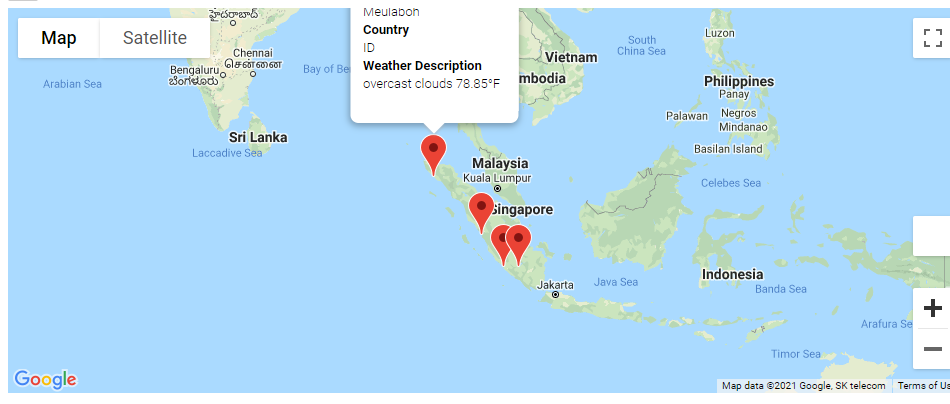 Meulaboh
Country
ID
Weather Description
overcast clouds 78.85°F
Map
Satellite
హైదరాబాద్
Chennai
சென்னை
Bengaluru
ಬೆಂಗಳೂರು
Arabian Sea
Bay of Be
South
China Sea
Luzon
Vietnam
mbodia
Philippines
Panay
Palawan
Negros
Mindanao
Basilan Island
Sri Lanka
Laccadive Sea
Malaysia
Kuala Lumpur
Celebes Sea
Singapore
Indonesia
Jakarta
Java Sea
Banda Sea
Arafura Se
Timor Sea
+
−
Google
Map data ©2021 Google, SK telecom
Terms of Us